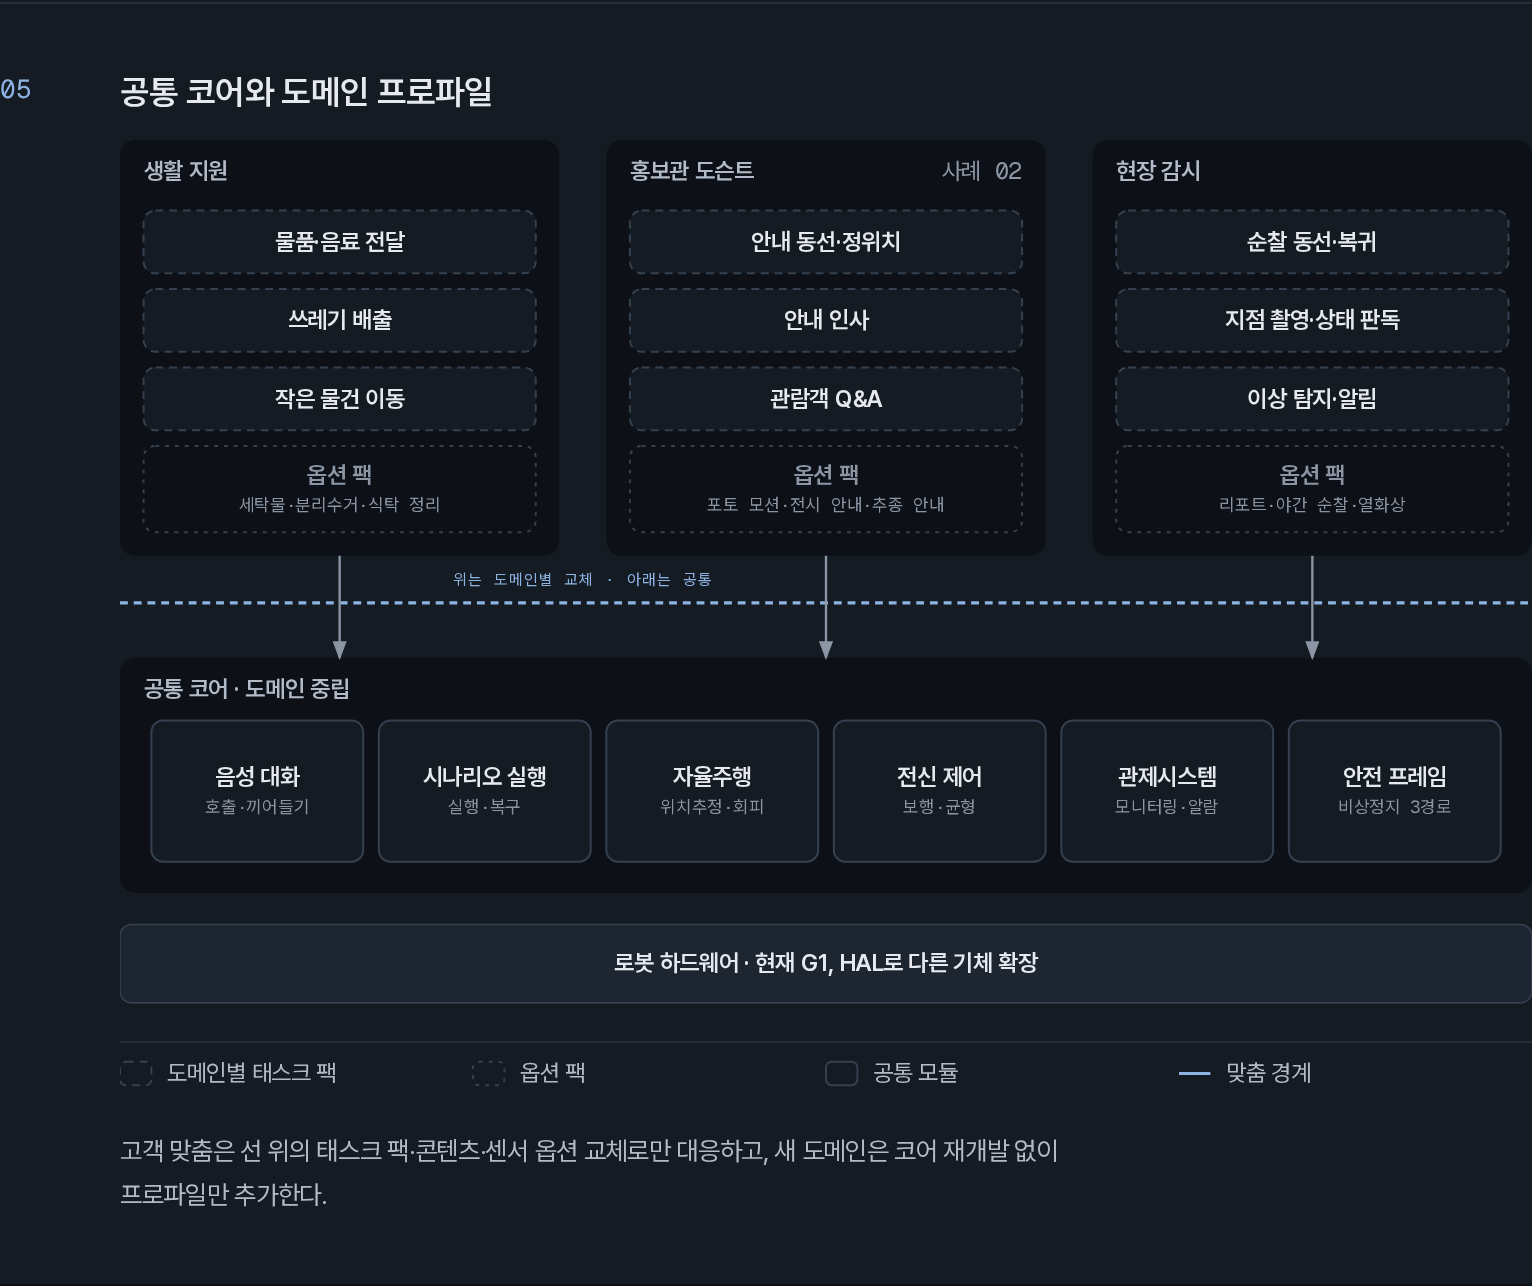 05
공통 코어와 도메인 프로파일
생활 지원
물품·음료 전달
쓰레기 배출
작은 물건 이동
옵션 팩
세탁물·분리수거·식탁 정리
홍보관 도슨트
사례 02
안내 동선·정위치
안내 인사
관람객 Q&A
옵션 팩
포토 모션·전시 안내·추종 안내
현장 감시
순찰 동선·복귀
지점 촬영·상태 판독
이상 탐지·알림
옵션 팩
리포트·야간 순찰·열화상
위는 도메인별 교체 · 아래는 공통
공통 코어 · 도메인 중립
음성 대화
호출·끼어들기
시나리오 실행
실행·복구
자율주행
위치추정·회피
전신 제어
보행·균형
관제시스템
모니터링·알람
안전 프레임
비상정지 3경로
로봇 하드웨어 · 현재 G1, HAL로 다른 기체 확장
도메인별 태스크 팩
옵션 팩
공통 모듈
맞춤 경계
고객 맞춤은 선 위의 태스크 팩·콘텐츠·센서 옵션 교체로만 대응하고, 새 도메인은 코어 재개발 없이
프로파일만 추가한다.